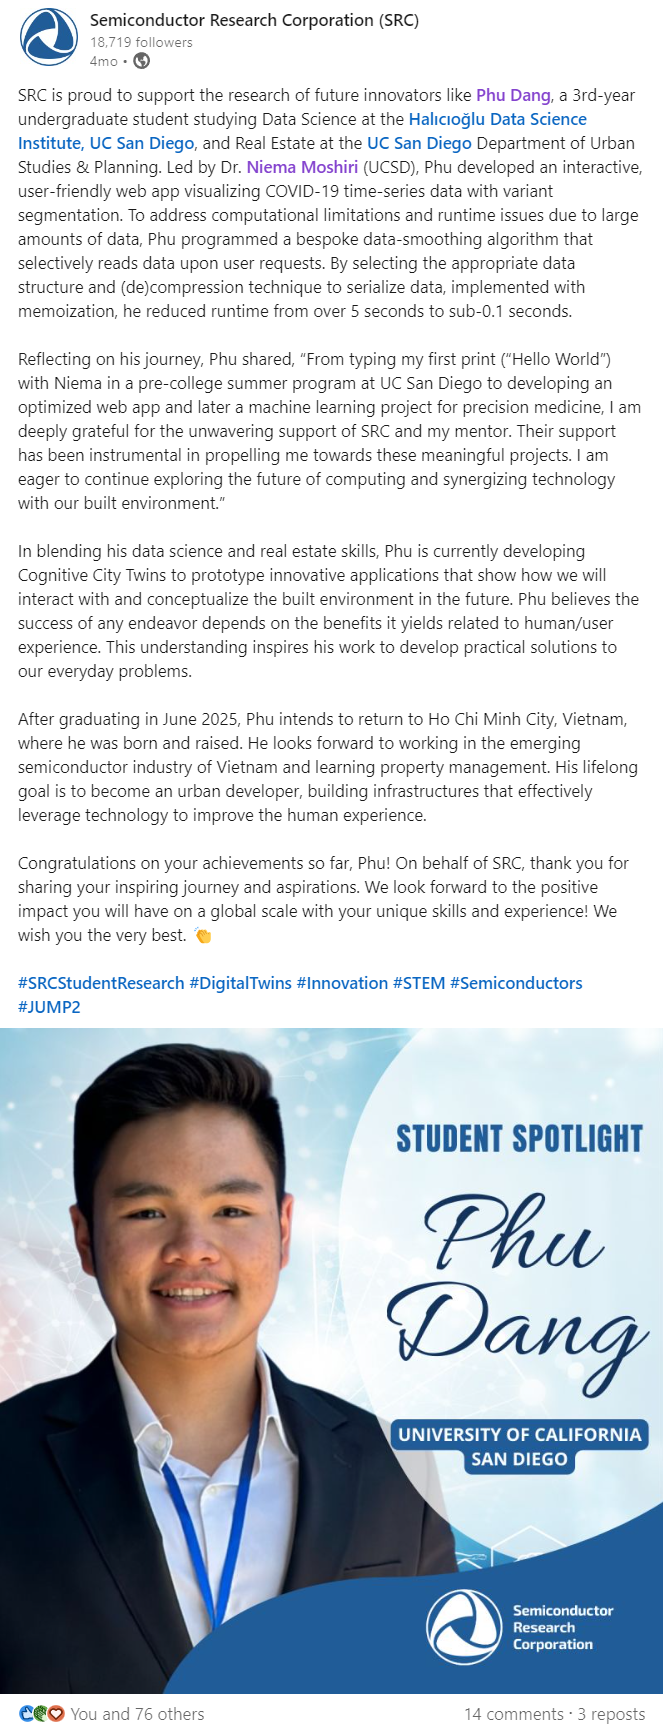 Semiconductor Research Corporation (SRC)
18,719 followers
4mo •
SRC is proud to support the research of future innovators like Phu Dang, a 3rd-year
undergraduate student studying Data Science at the Halıcıoğlu Data Science
Institute, UC San Diego, and Real Estate at the UC San Diego Department of Urban
Studies & Planning. Led by Dr. Niema Moshiri (UCSD), Phu developed an interactive,
user-friendly web app visualizing COVID-19 time-series data with variant
segmentation. To address computational limitations and runtime issues due to large
amounts of data, Phu programmed a bespoke data-smoothing algorithm that
selectively reads data upon user requests. By selecting the appropriate data
structure and (de)compression technique to serialize data, implemented with
memoization, he reduced runtime from over 5 seconds to sub-0.1 seconds.
Reflecting on his journey, Phu shared, “From typing my first print (“Hello World”)
with Niema in a pre-college summer program at UC San Diego to developing an
optimized web app and later a machine learning project for precision medicine, I am
deeply grateful for the unwavering support of SRC and my mentor. Their support
has been instrumental in propelling me towards these meaningful projects. I am
eager to continue exploring the future of computing and synergizing technology
with our built environment.”
In blending his data science and real estate skills, Phu is currently developing
Cognitive City Twins to prototype innovative applications that show how we will
interact with and conceptualize the built environment in the future. Phu believes the
success of any endeavor depends on the benefits it yields related to human/user
experience. This understanding inspires his work to develop practical solutions to
our everyday problems.
After graduating in June 2025, Phu intends to return to Ho Chi Minh City, Vietnam,
where he was born and raised. He looks forward to working in the emerging
semiconductor industry of Vietnam and learning property management. His lifelong
goal is to become an urban developer, building infrastructures that effectively
leverage technology to improve the human experience.
Congratulations on your achievements so far, Phu! On behalf of SRC, thank you for
sharing your inspiring journey and aspirations. We look forward to the positive
impact you will have on a global scale with your unique skills and experience! We
wish you the very best. 👏
#SRCStudentResearch #DigitalTwins #Innovation #STEM #Semiconductors
#JUMP2
STUDENT SPOTLIGHT
Phu
Dang
UNIVERSITY OF CALIFORNIA
SAN DIEGO
Semiconductor
Research
Corporation
You and 76 others
14 comments · 3 reposts